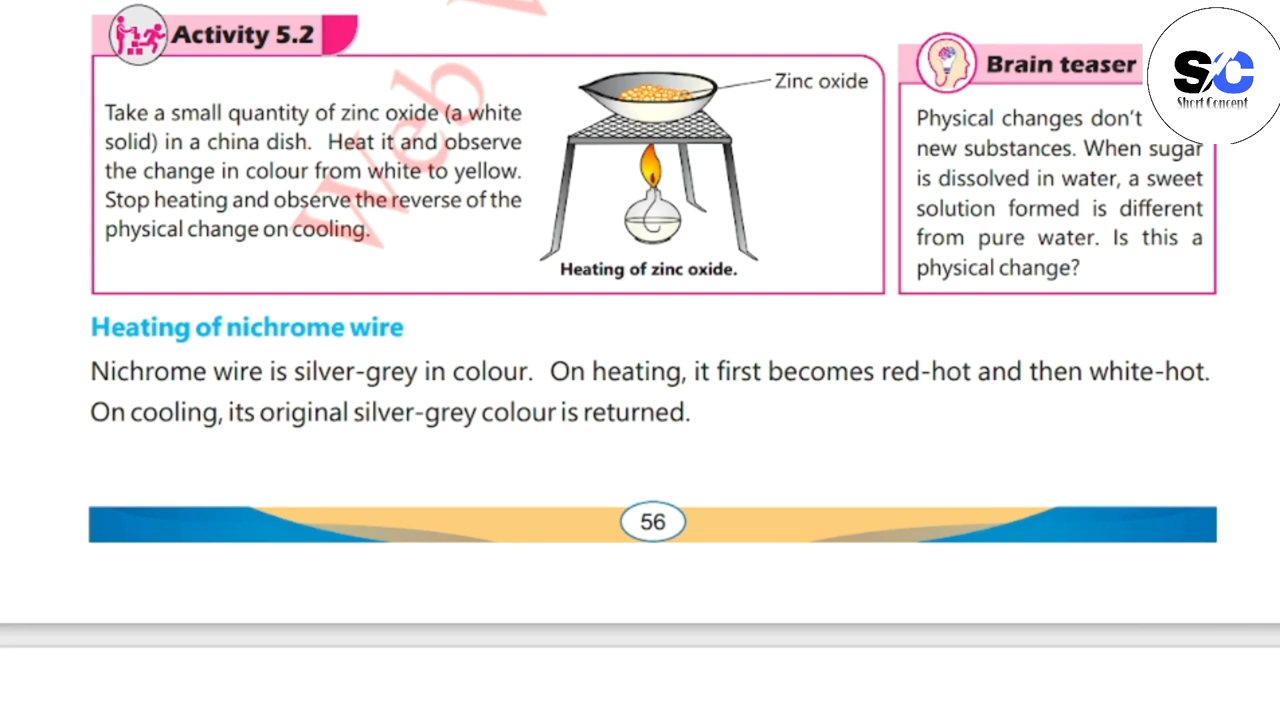 Activity 5.2
Take a small quantity of zinc oxide (a white
solid) in a china dish. Heat it and observe
the change in colour from white to yellow.
Stop heating and observe the reverse of the
physical change on cooling.
Zinc oxide
Heating of zinc oxide.
Brain teaser
Physical changes don't
new substances. When sugar
is dissolved in water, a sweet
solution formed is different
from pure water. Is this a
physical change?
SC
Short Concept
Heating of nichrome wire
Nichrome wire is silver-grey in colour. On heating, it first becomes red-hot and then white-hot.
On cooling, its original silver-grey colour is returned.
56
Web